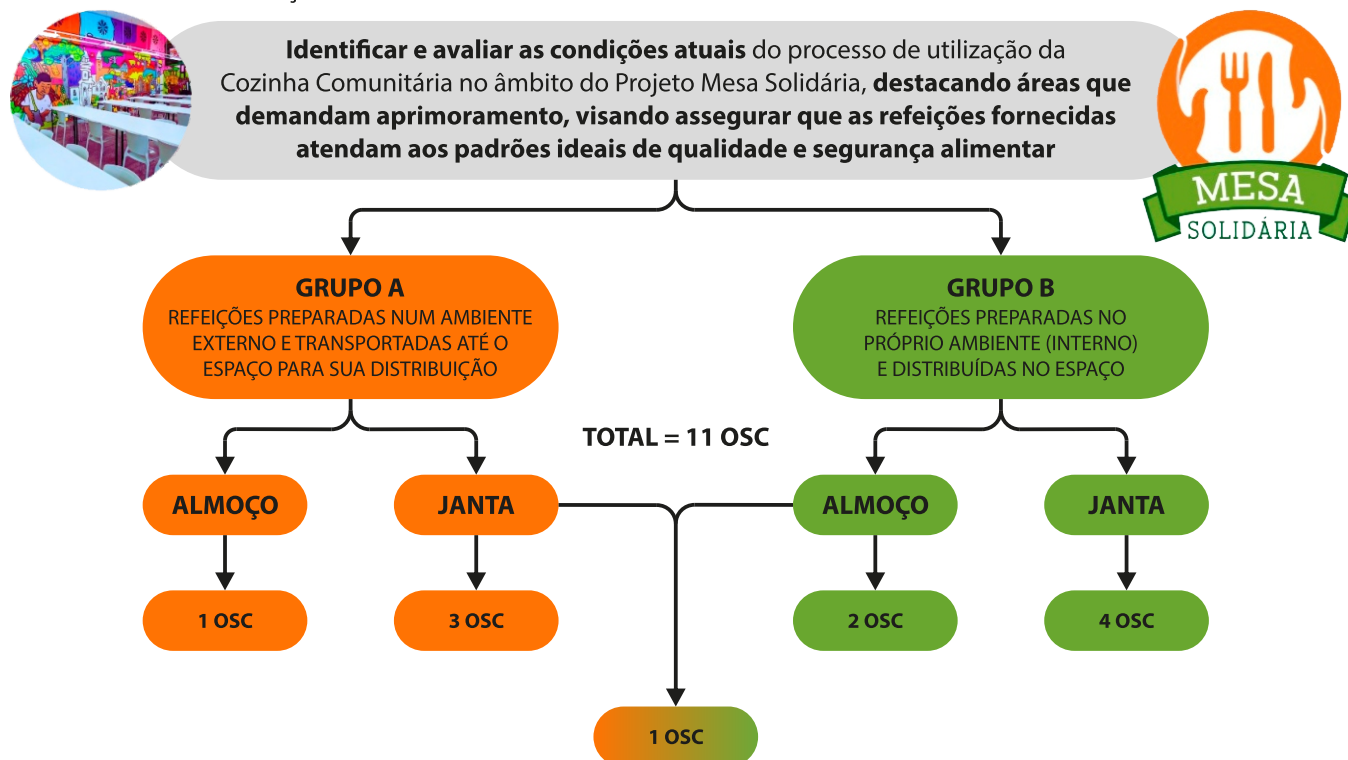 Identificar e avaliar as condições atuais do processo de utilização da
Cozinha Comunitária no âmbito do Projeto Mesa Solidária, destacando áreas que
demandam aprimoramento, visando assegurar que as refeições fornecidas
atendam aos padrões ideais de qualidade e segurança alimentar
MESA
SOLIDÁRIA
GRUPO A
REFEIÇÕES PREPARADAS NUM AMBIENTE
EXTERNO E TRANSPORTADAS ATÉ O
ESPAÇO PARA SUA DISTRIBUIÇÃO
GRUPO B
REFEIÇÕES PREPARADAS NO
PRÓPRIO AMBIENTE (INTERNO)
E DISTRIBUÍDAS NO ESPAÇO
TOTAL = 11 OSC
ALMOÇO
JANTA
ALMOÇO
JANTA
1 OSC
3 OSC
2 OSC
4 OSC
1 OSC